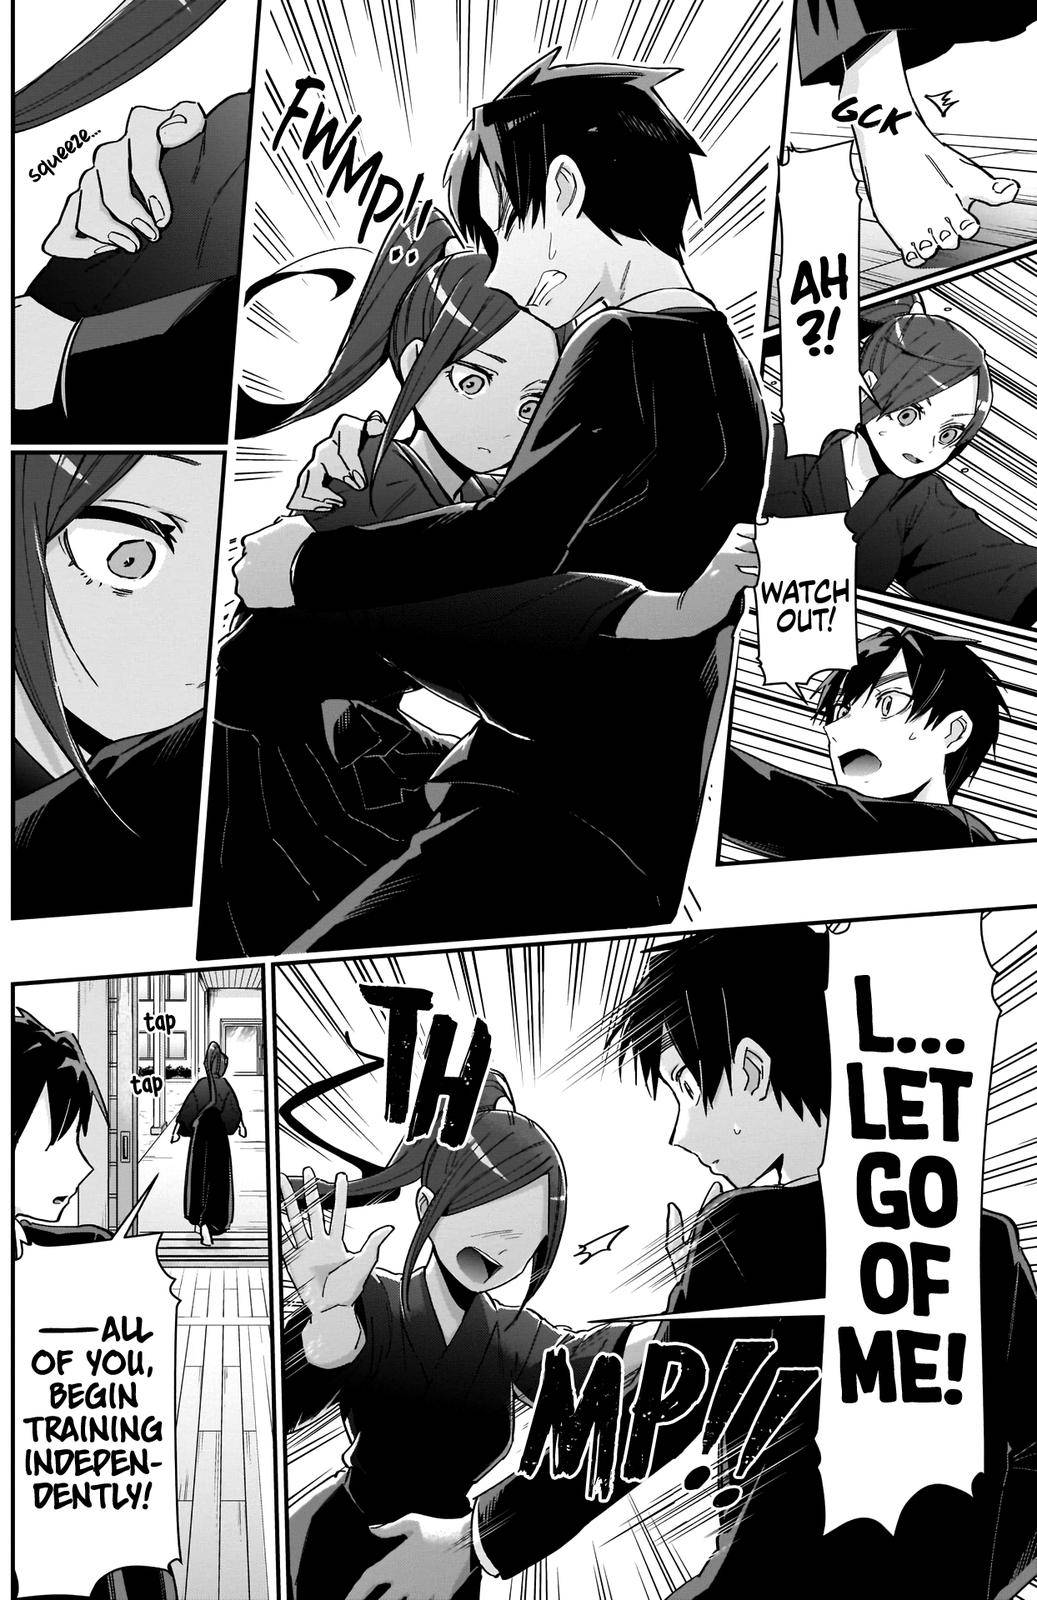 GCK
AH
?!
WATCH
OUT!
FWMP!!
squeeze...
L...
LET
GO
OF
ME!
TH
MP!!
tap
tap
—ALL
OF YOU,
BEGIN
TRAINING
INDEPEN-
DENTLY!